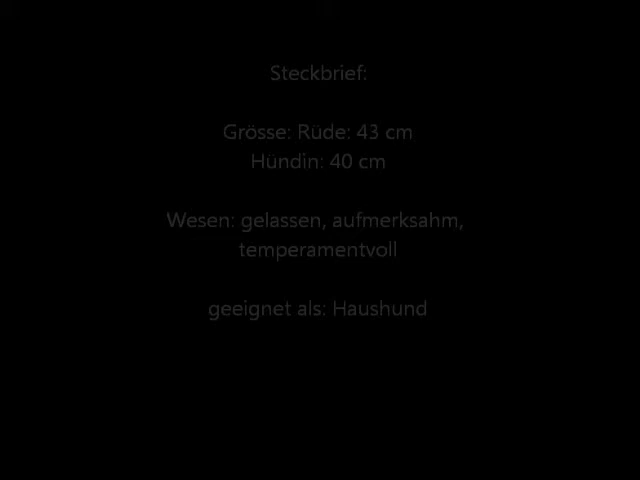 Steckbrief:
Grösse: Rüde: 43 cm
Hündin: 40 cm
Wesen: gelassen, aufmerksahm,
temperamentvoll
geeignet als: Haushund